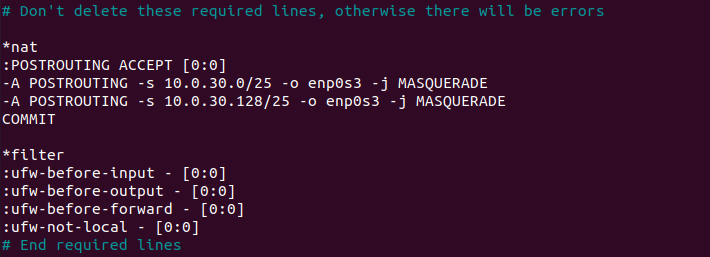 # Don't delete these required lines, otherwise there will be errors
*nat
:POSTROUTING ACCEPT [0:0]
-A POSTROUTING -s 10.0.30.0/25 -o enp0s3 -j MASQUERADE
-A POSTROUTING -s 10.0.30.128/25 -o enp0s3 -j MASQUERADE
COMMIT
*filter
:ufw-before-input - [0:0]
:ufw-before-output - [0:0]
:ufw-before-forward - [0:0]
:ufw-not-local - [0:0]
# End required lines